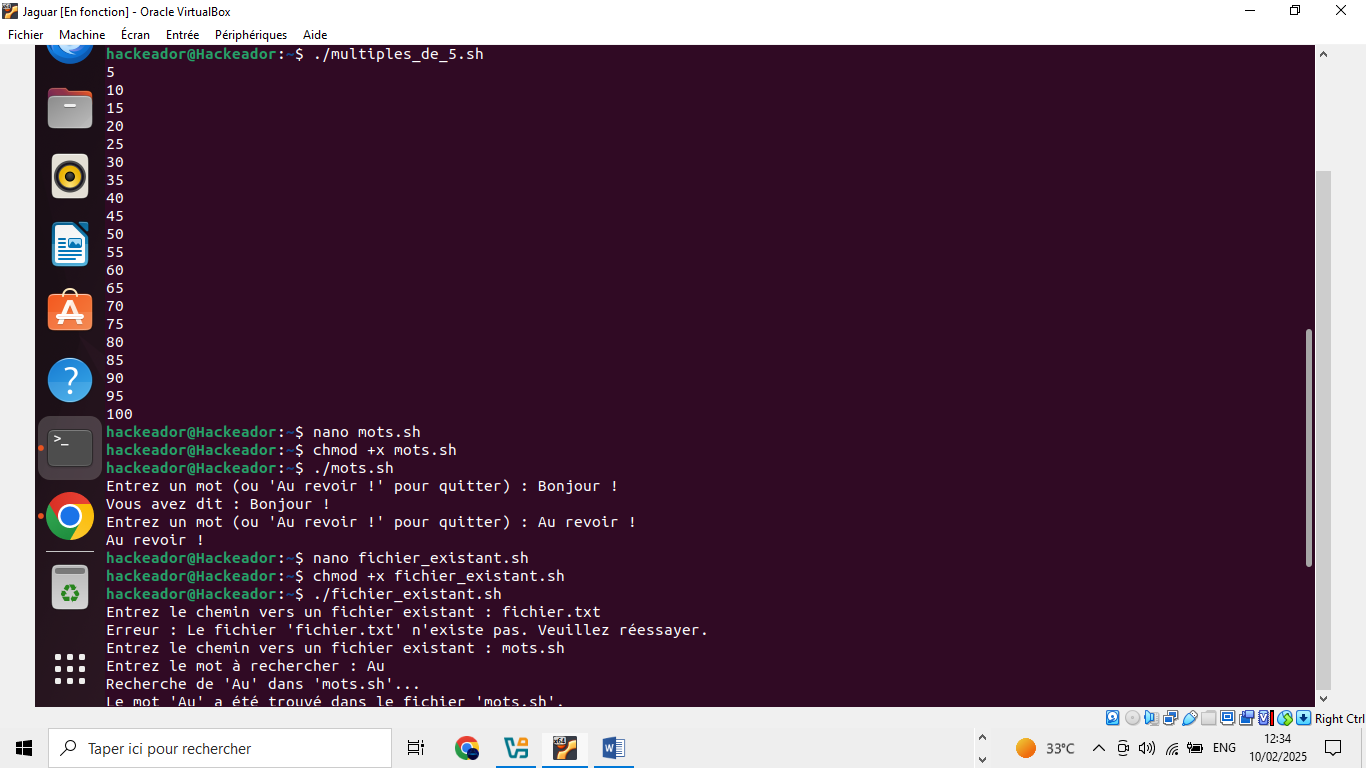 Jaguar [En fonction] - Oracle VirtualBox
Fichier Machine Écran Entrée Périphériques Aide
hackeador@Hackeador:~$ ./multiples_de_5.sh
5
10
15
20
25
30
35
40
45
50
55
60
65
70
75
80
85
90
95
100
hackeador@Hackeador:~$ nano mots.sh
hackeador@Hackeador:~$ chmod +x mots.sh
hackeador@Hackeador:~$ ./mots.sh
Entrez un mot (ou 'Au revoir !' pour quitter) : Bonjour !
Vous avez dit : Bonjour !
Entrez un mot (ou 'Au revoir !' pour quitter) : Au revoir !
Au revoir !
hackeador@Hackeador:~$ nano fichier_existant.sh
hackeador@Hackeador:~$ chmod +x fichier_existant.sh
hackeador@Hackeador:~$ ./fichier_existant.sh
Entrez le chemin vers un fichier existant : fichier.txt
Erreur : Le fichier 'fichier.txt' n'existe pas. Veuillez réessayer.
Entrez le chemin vers un fichier existant : mots.sh
Entrez le mot à rechercher : Au
Recherche de 'Au' dans 'mots.sh'...
Le mot 'Au' a été trouvé dans le fichier 'mots.sh'.
Right Ctrl
Taper ici pour rechercher
33°C
ENG
12:34
10/02/2025